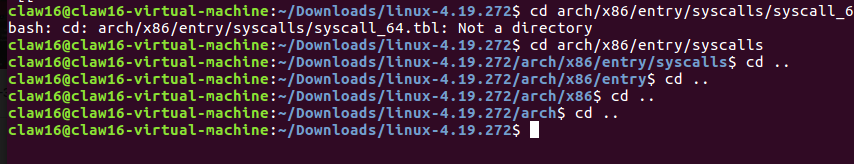 claw16@claw16-virtual-machine:~/Downloads/linux-4.19.272$ cd arch/x86/entry/syscalls/syscall_6
bash: cd: arch/x86/entry/syscalls/syscall_64.tbl: Not a directory
claw16@claw16-virtual-machine:~/Downloads/linux-4.19.272$ cd arch/x86/entry/syscalls
claw16@claw16-virtual-machine:~/Downloads/linux-4.19.272/arch/x86/entry/syscalls$ cd ..
claw16@claw16-virtual-machine:~/Downloads/linux-4.19.272/arch/x86/entry$ cd ..
claw16@claw16-virtual-machine:~/Downloads/linux-4.19.272/arch/x86$ cd ..
claw16@claw16-virtual-machine:~/Downloads/linux-4.19.272/arch$ cd ..
claw16@claw16-virtual-machine:~/Downloads/linux-4.19.272$